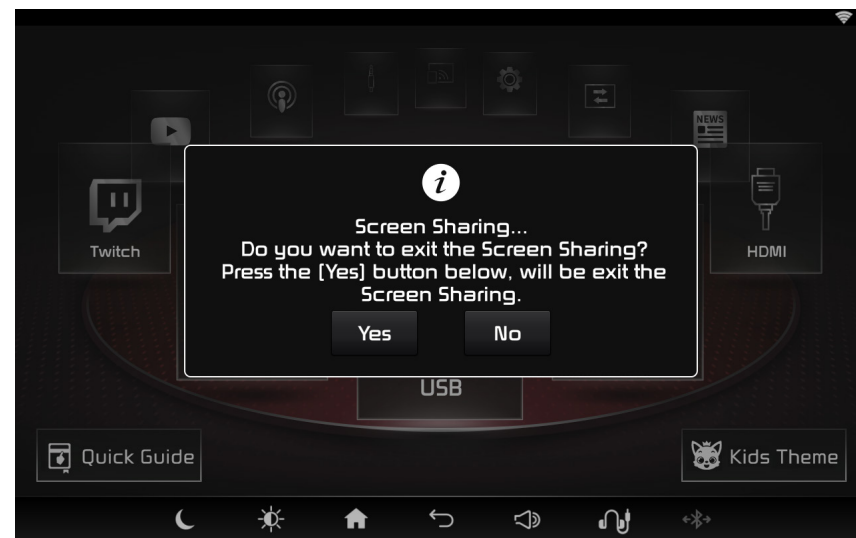 NEWS
Twitch
HDMI
Screen Sharing...
Do you want to exit the Screen Sharing?
Press the [Yes] button below, will be exit the
Screen Sharing.
Yes
No
USB
Quick Guide
Kids Theme